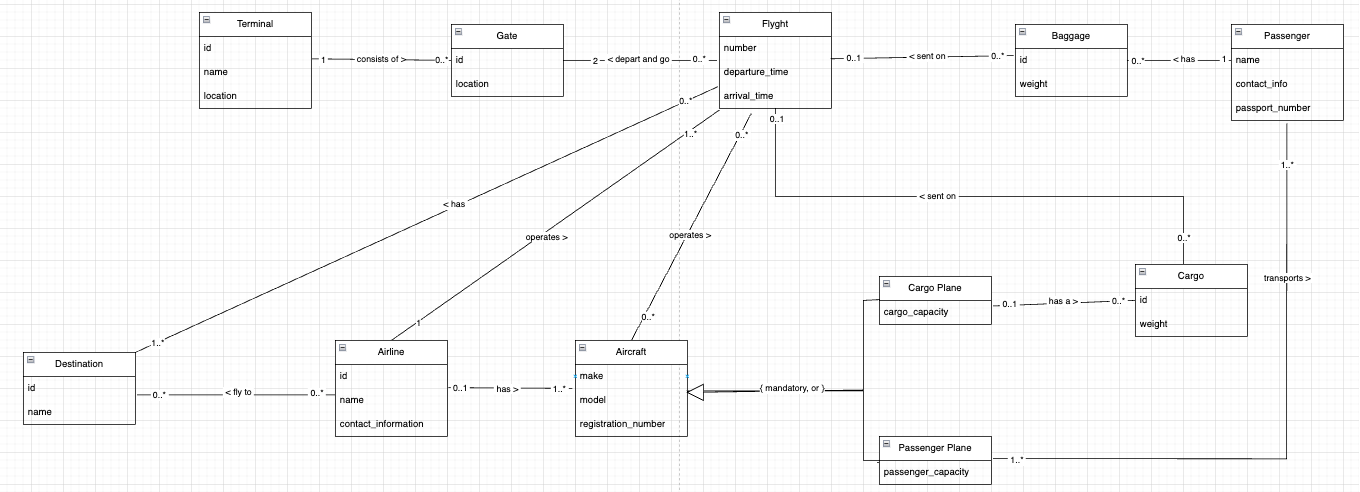 Terminal
id
name
location
1
consists of >
0..*
Gate
id
location
2
< depart and go
0..*
Flyght
number
departure_time
arrival_time
0..1
< sent on
0..*
Baggage
id
weight
0..*
< has
1
Passenger
name
contact_info
passport_number
0..*
1..*
0..*
0..1
1..*
< has
operates >
operates >
< sent on
0..*
transports >
Cargo
id
weight
Cargo Plane
cargo_capacity
0..1
has a >
0..*
1..*
1
0..*
Destination
id
name
0..*
< fly to
0..*
Airline
id
name
contact_information
0..1
has >
1..*
Aircraft
make
model
registration_number
{ mandatory, or }
Passenger Plane
passenger_capacity
1..*